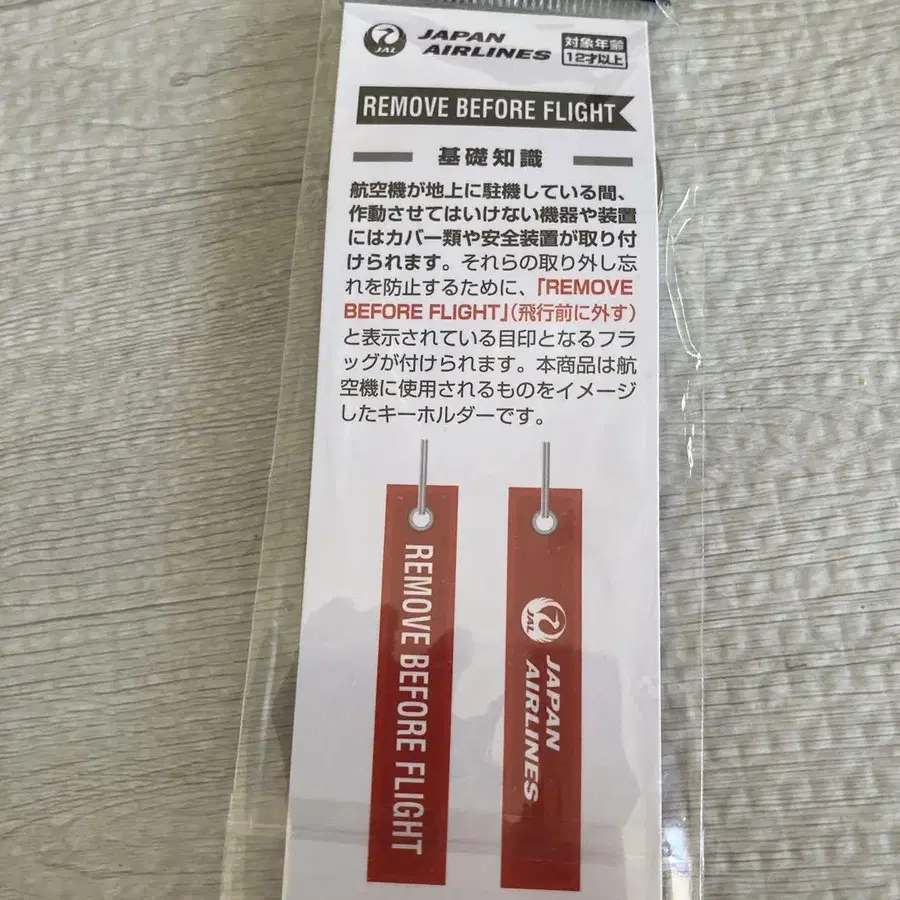 JAL
JAPAN
AIRLINES
対象年齢
12才以上
REMOVE BEFORE FLIGHT
基礎知識
航空機が地上に駐機している間、
作動させてはいけない機器や装置
にはカバー類や安全装置が取り付
けられます。それらの取り外し忘
れを防止するために、「REMOVE
BEFORE FLIGHT」(飛行前に外す)
と表示されている目印となるフラ
ッグが付けられます。本商品は航
空機に使用されるものをイメージ
したキーホルダーです。
REMOVE BEFORE FLIGHT
JAL
JAPAN
AIRLINES